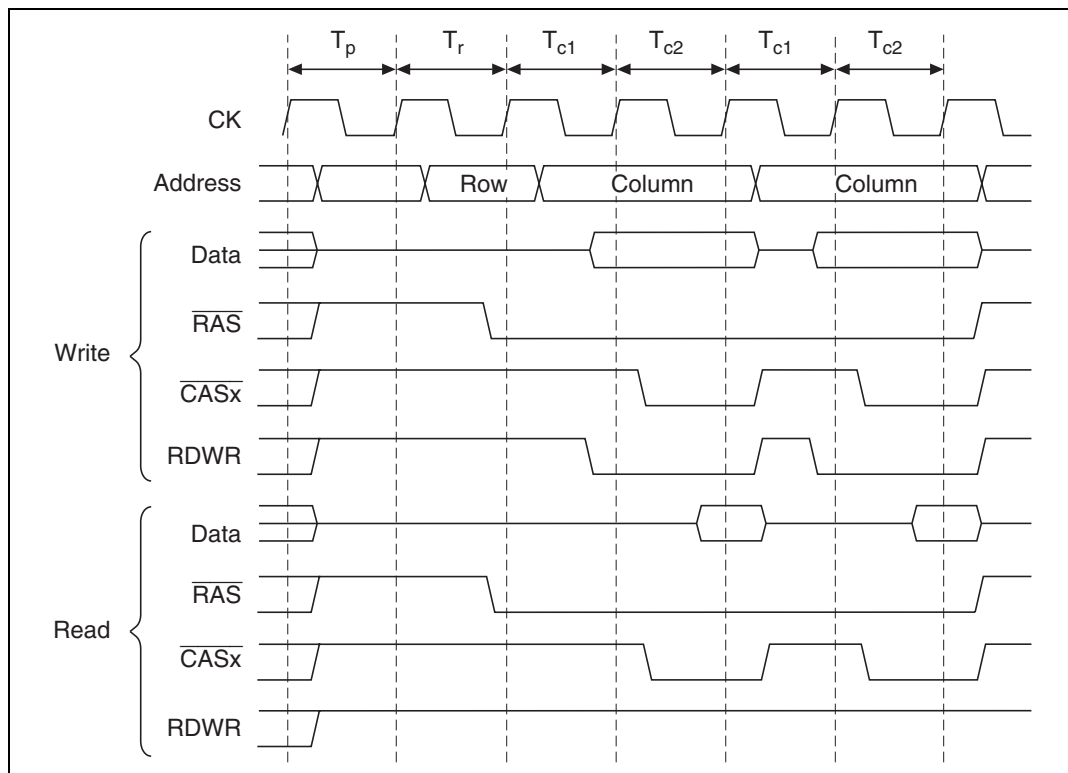 Tp Tr Tc1 Tc2 Tc1 Tc2
CK
Address Row Column Column
Data
RAS
Write
CASx
RDWR
Data
RAS
Read
CASx
RDWR